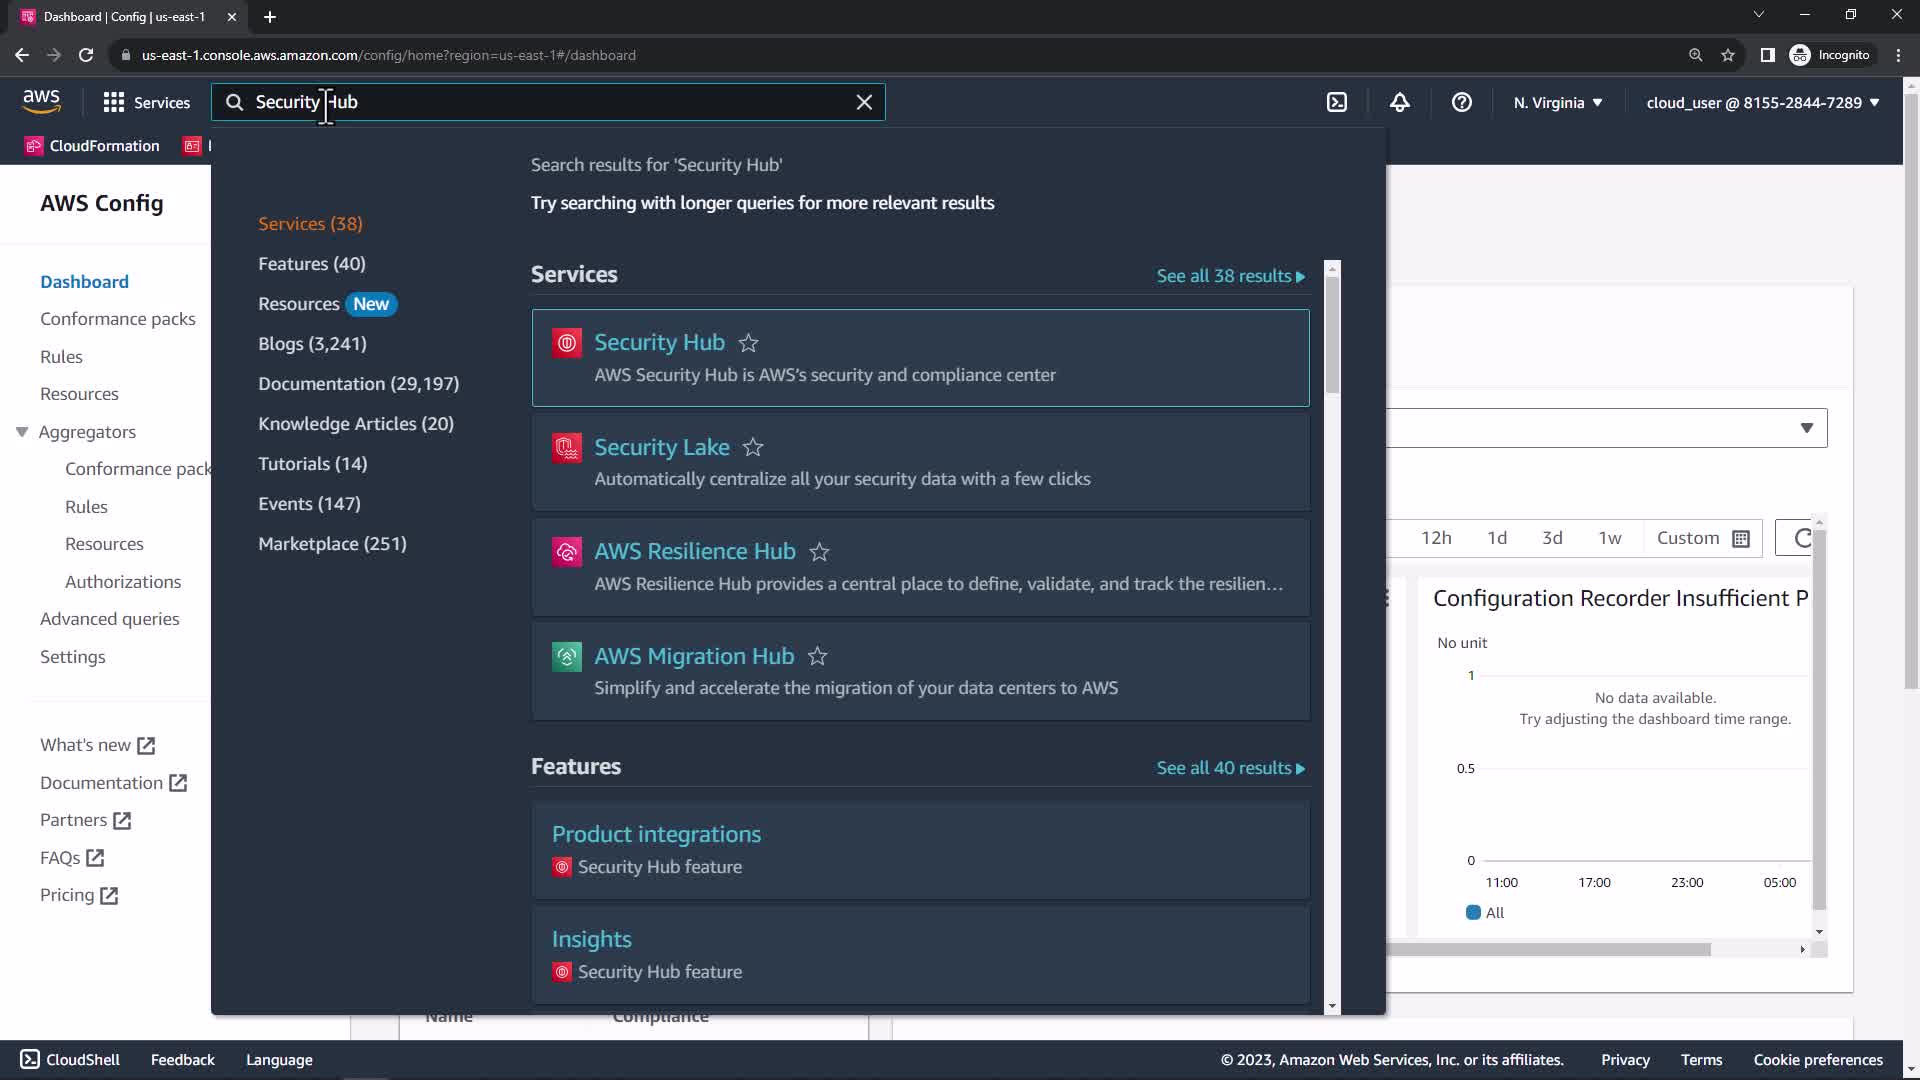 Dashboard | Config | us-east-1
us-east-1.console.aws.amazon.com/config/home?region=us-east-1#/dashboard
Incognito
aws
Services
Security Hub
N. Virginia
cloud_user @ 8155-2844-7289
CloudFormation
AWS Config
Dashboard
Conformance packs
Rules
Resources
Aggregators
Conformance pack
Rules
Resources
Authorizations
Advanced queries
Settings
What's new
Documentation
Partners
FAQs
Pricing
Services (38)
Features (40)
Resources New
Blogs (3,241)
Documentation (29,197)
Knowledge Articles (20)
Tutorials (14)
Events (147)
Marketplace (251)
Search results for 'Security Hub'
Try searching with longer queries for more relevant results
Services
See all 38 results
Security Hub
AWS Security Hub is AWS's security and compliance center
Security Lake
Automatically centralize all your security data with a few clicks
AWS Resilience Hub
AWS Resilience Hub provides a central place to define, validate, and track the resilien...
AWS Migration Hub
Simplify and accelerate the migration of your data centers to AWS
Features
See all 40 results
Product integrations
Security Hub feature
Insights
Security Hub feature
12h 1d 3d 1w Custom
Configuration Recorder Insufficient P
No unit
1
No data available.
Try adjusting the dashboard time range.
0.5
0
11:00 17:00 23:00 05:00
All
Name Compliance
CloudShell Feedback Language
© 2023, Amazon Web Services, Inc. or its affiliates. Privacy Terms Cookie preferences